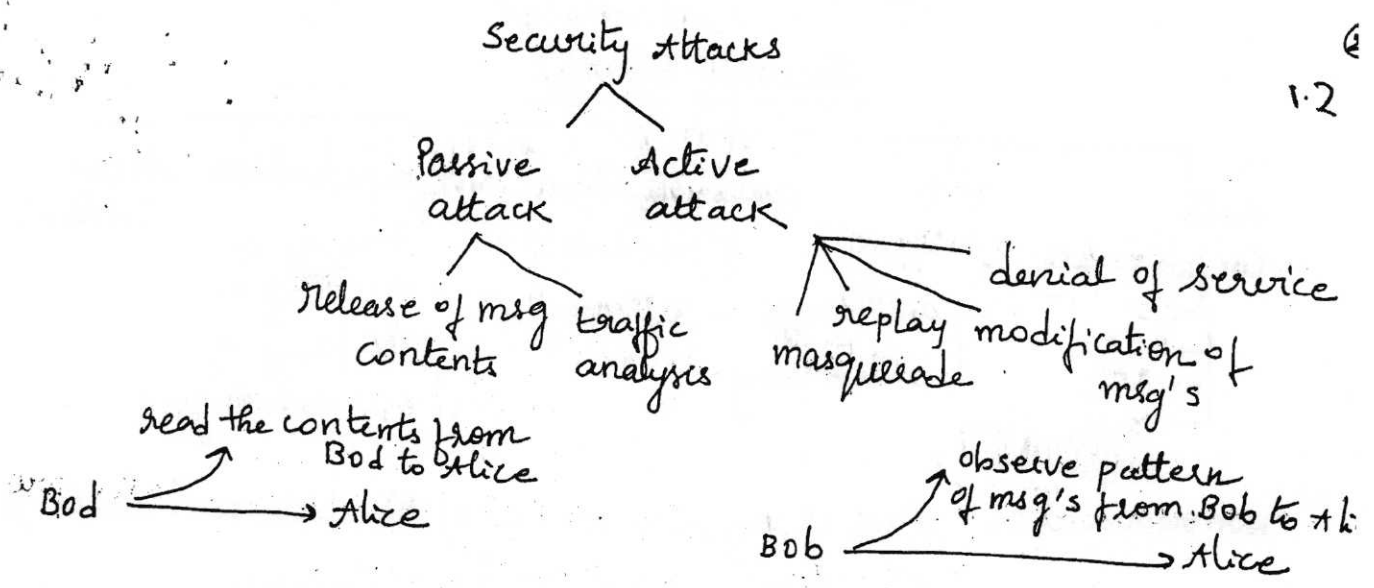 Security Attacks
1.2
Passive
attack
Active
attack
release of msg
contents
traffic
analysis
masquerade
replay
modification of
msg's
denial of service
read the contents from
Bod to Alice
Bod
Alice
observe pattern
of msg's from Bob to Ali
Bob
Alice